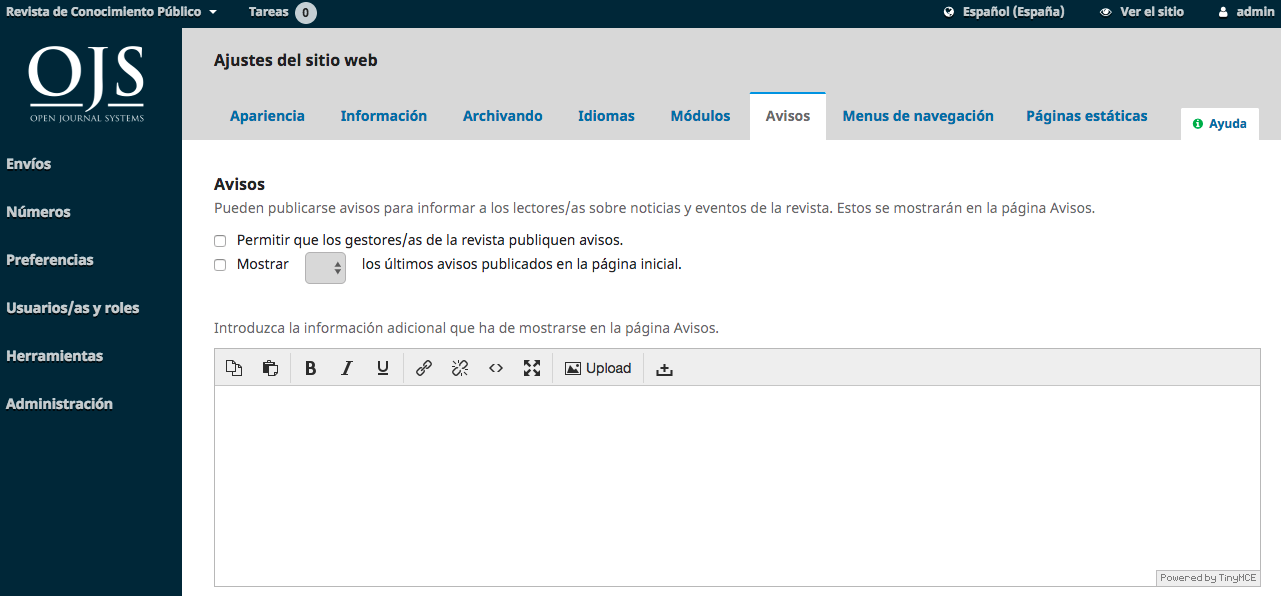 Revista de Conocimiento Público Tareas 0 Español (España) Ver el sitio admin
OJS
OPEN JOURNAL SYSTEMS
Envíos
Números
Preferencias
Usuarios/as y roles
Herramientas
Administración
Ajustes del sitio web
Apariencia Información Archivando Idiomas Módulos Avisos Menus de navegación Páginas estáticas Ayuda
Avisos
Pueden publicarse avisos para informar a los lectores/as sobre noticias y eventos de la revista. Estos se mostrarán en la página Avisos.
Permitir que los gestores/as de la revista publiquen avisos.
Mostrar los últimos avisos publicados en la página inicial.
Introduzca la información adicional que ha de mostrarse en la página Avisos.
B I U Upload
Powered by TinyMCE